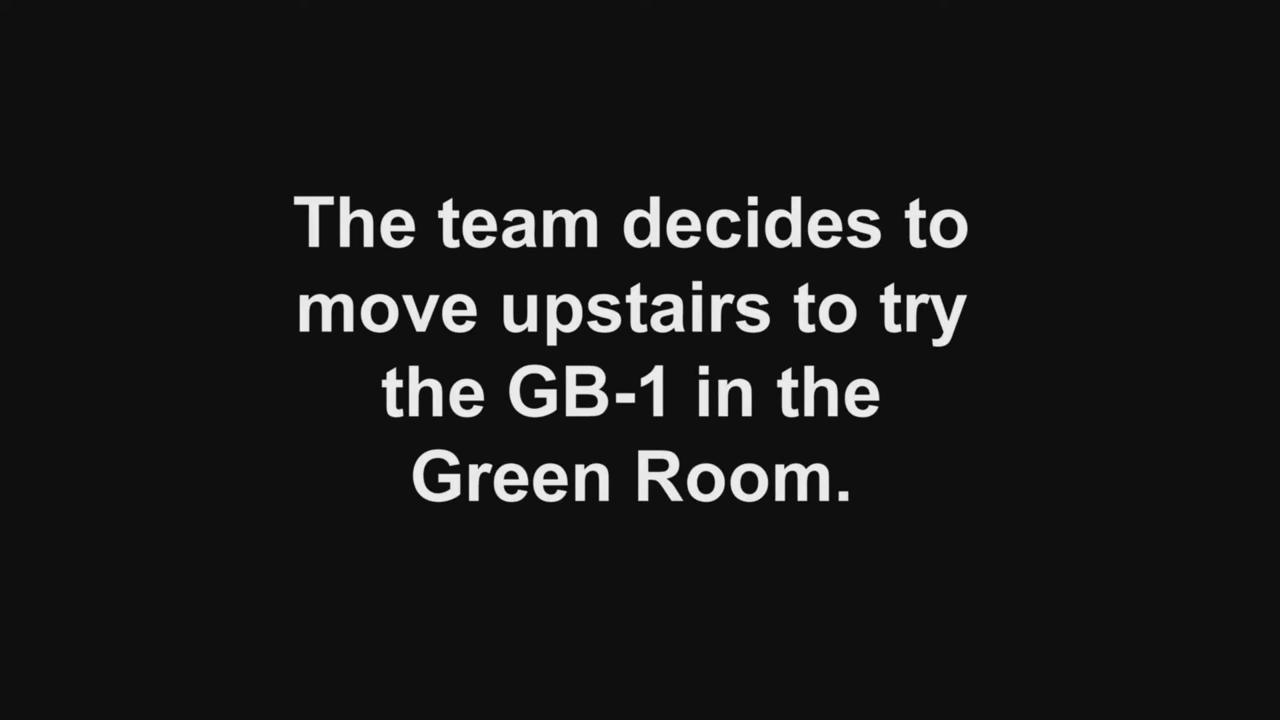 The team decides to
move upstairs to try
the GB-1 in the
Green Room.